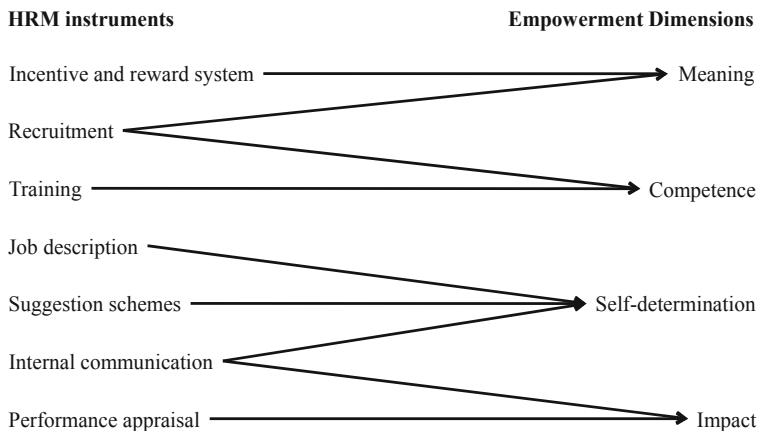 HRM instruments Empowerment Dimensions
Incentive and reward system Meaning
Recruitment
Training Competence
Job description
Suggestion schemes Self-determination
Internal communication
Performance appraisal Impact